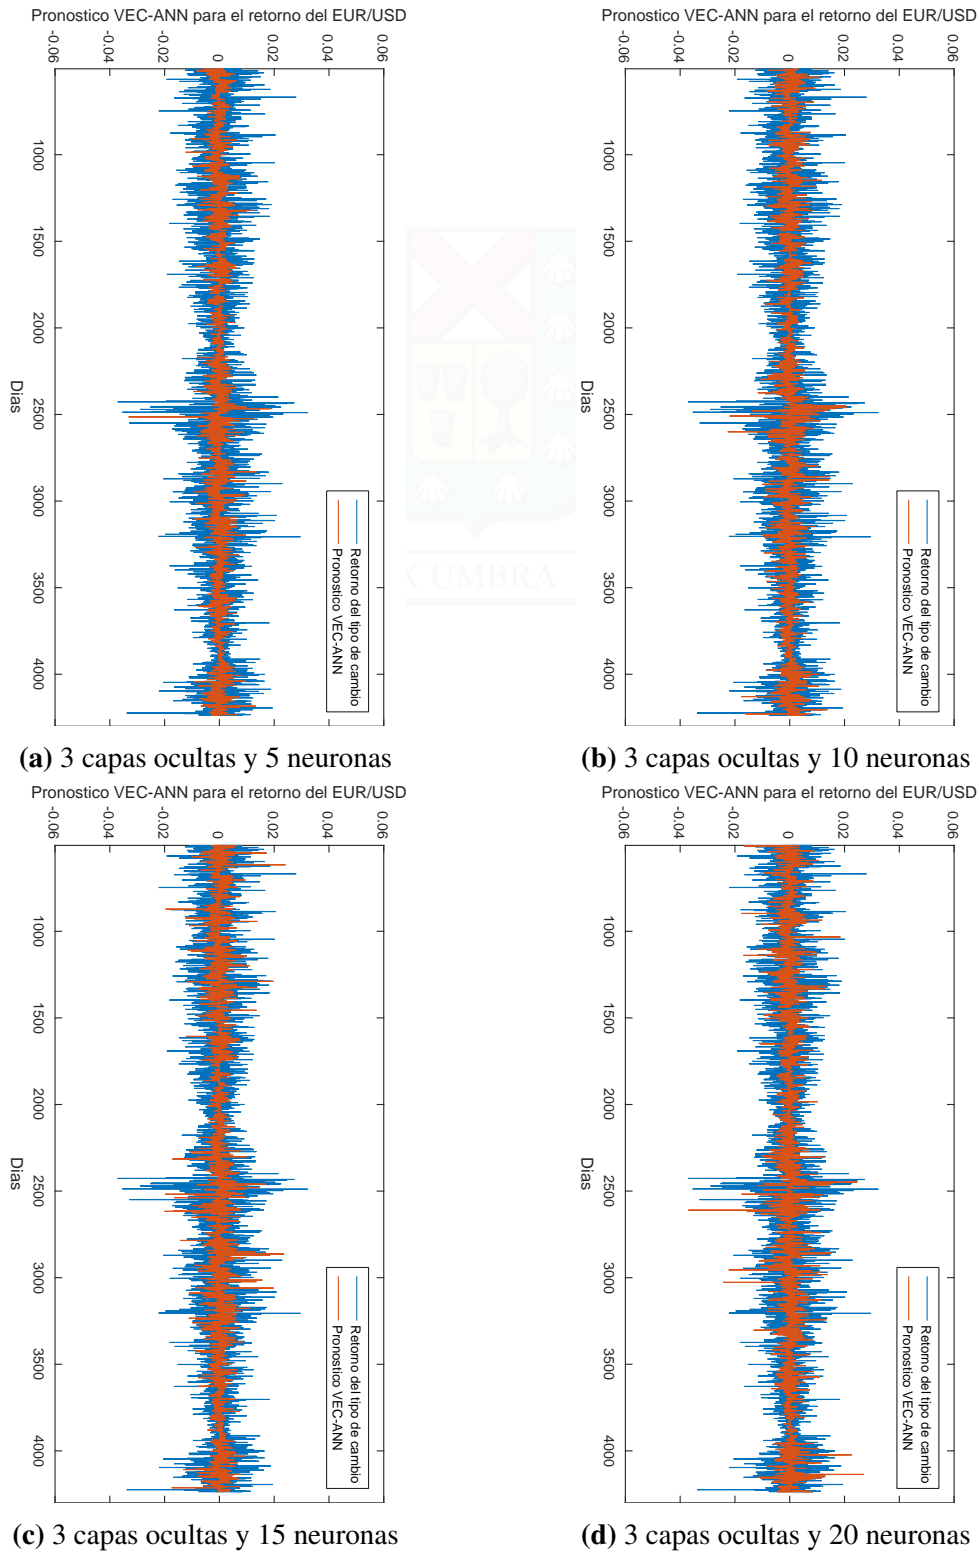 Pronostico VEC-ANN para el retorno del EUR/USD
-0.06
-0.04
-0.02
0
0.02
0.04
0.06
1000
1500
2000
2500
3000
3500
4000
Dias
Retorno del tipo de cambio
Pronostico VEC-ANN
(a) 3 capas ocultas y 5 neuronas
Pronostico VEC-ANN para el retorno del EUR/USD
-0.06
-0.04
-0.02
0
0.02
0.04
0.06
1000
1500
2000
2500
3000
3500
4000
Dias
Retorno del tipo de cambio
Pronostico VEC-ANN
(b) 3 capas ocultas y 10 neuronas
X UMBRA
Pronostico VEC-ANN para el retorno del EUR/USD
-0.06
-0.04
-0.02
0
0.02
0.04
0.06
1000
1500
2000
2500
3000
3500
4000
Dias
Retorno del tipo de cambio
Pronostico VEC-ANN
(c) 3 capas ocultas y 15 neuronas
Pronostico VEC-ANN para el retorno del EUR/USD
-0.06
-0.04
-0.02
0
0.02
0.04
0.06
1000
1500
2000
2500
3000
3500
4000
Dias
Retorno del tipo de cambio
Pronostico VEC-ANN
(d) 3 capas ocultas y 20 neuronas